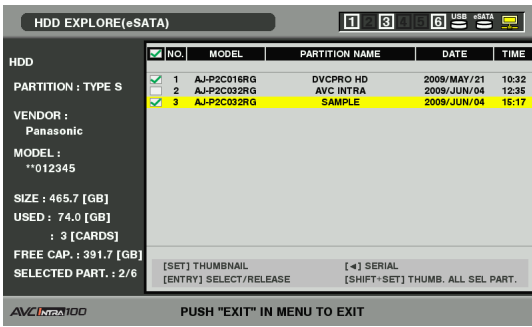 HDD EXPLORE(eSATA)
1 2 3 4 5 6 USB eSATA
HDD
PARTITION : TYPE S
VENDOR :
Panasonic
MODEL :
**012345
SIZE : 465.7 [GB]
USED : 74.0 [GB]
: 3 [CARDS]
FREE CAP. : 391.7 [GB]
SELECTED PART. : 2/6
NO. MODEL PARTITION NAME DATE TIME
1 AJ-P2C016RG DVCPRO HD 2009/MAY/21 10:32
2 AJ-P2C032RG AVC INTRA 2009/JUN/04 12:35
3 AJ-P2C032RG SAMPLE 2009/JUN/04 15:17
[SET] THUMBNAIL [◄] SERIAL
[ENTRY] SELECT/RELEASE [SHIFT+SET] THUMB. ALL SEL PART.
AVC INTRA 100 PUSH "EXIT" IN MENU TO EXIT